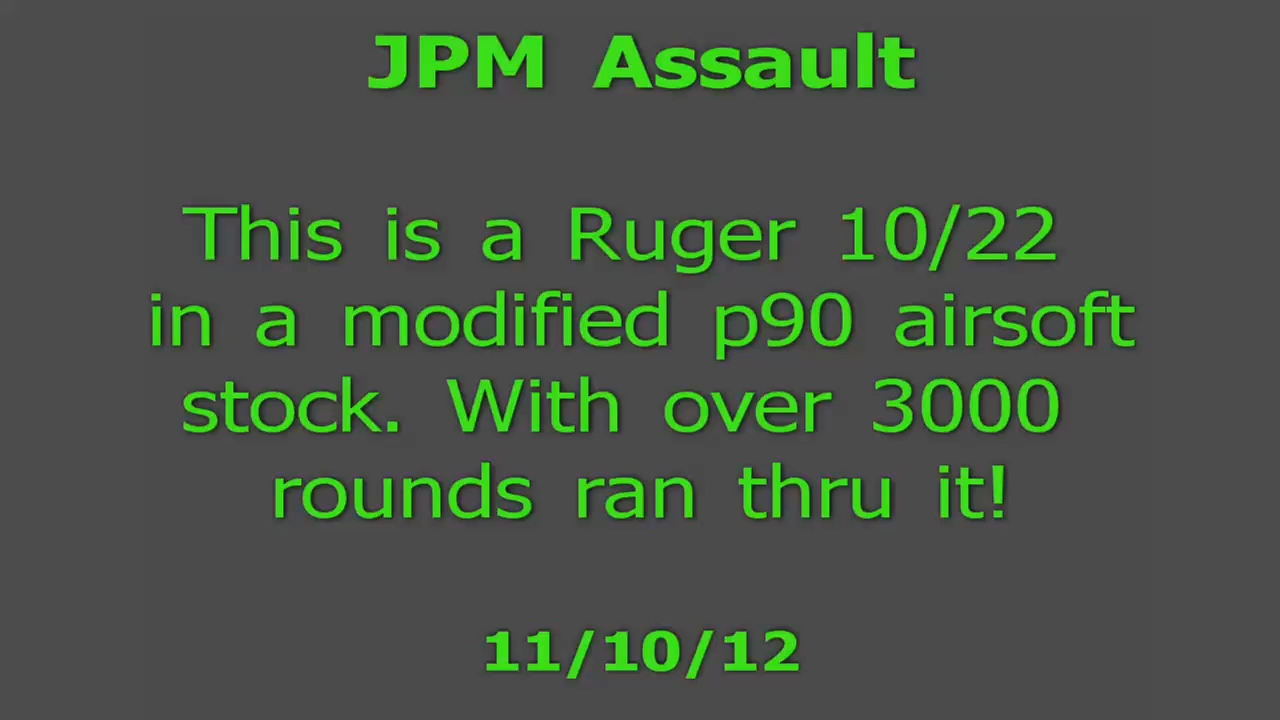 JPM Assault
This is a Ruger 10/22
in a modified p90 airsoft
stock. With over 3000
rounds ran thru it!
11/10/12